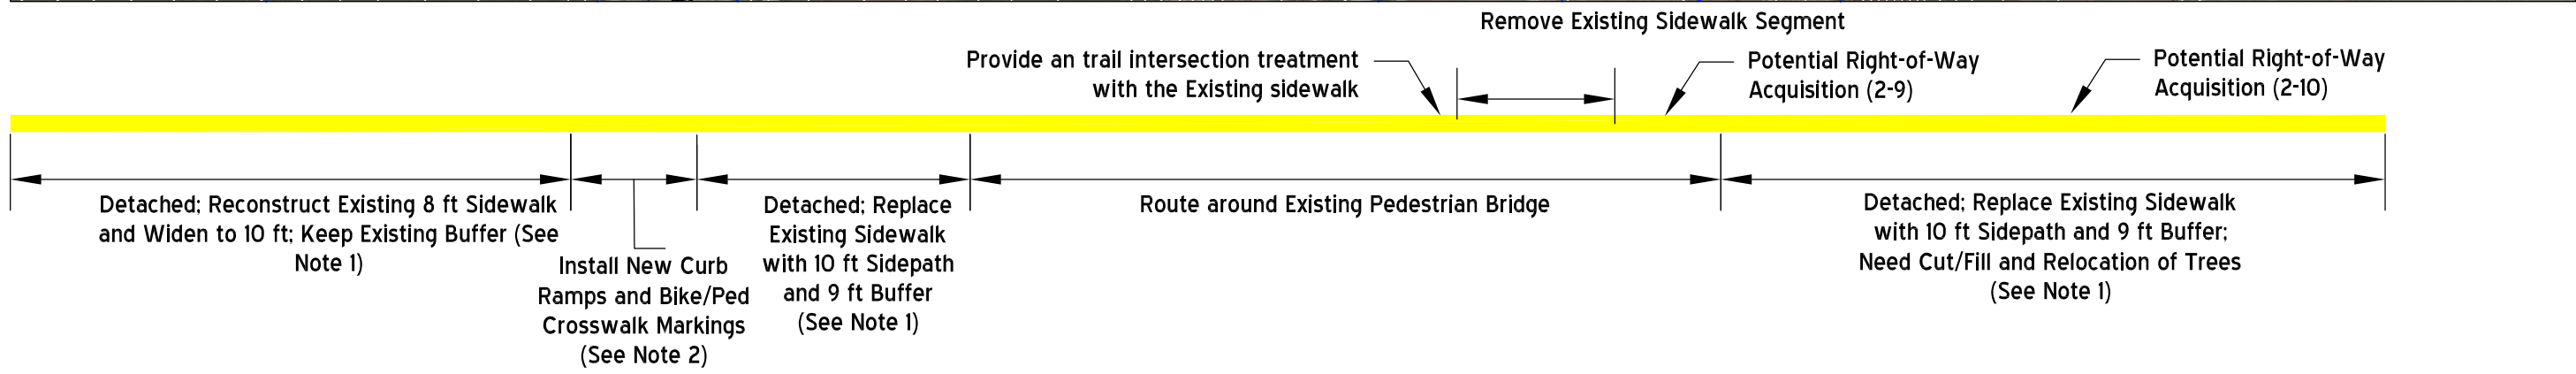 Remove Existing Sidewalk Segment
Provide an trail intersection treatment
with the Existing sidewalk
Potential Right-of-Way
Acquisition (2-9)
Potential Right-of-Way
Acquisition (2-10)
Detached; Reconstruct Existing 8 ft Sidewalk
and Widen to 10 ft; Keep Existing Buffer (See
Note 1)
Install New Curb
Ramps and Bike/Ped
Crosswalk Markings
(See Note 2)
Detached; Replace
Existing Sidewalk
with 10 ft Sidepath
and 9 ft Buffer
(See Note 1)
Route around Existing Pedestrian Bridge
Detached; Replace Existing Sidewalk
with 10 ft Sidepath and 9 ft Buffer;
Need Cut/Fill and Relocation of Trees
(See Note 1)